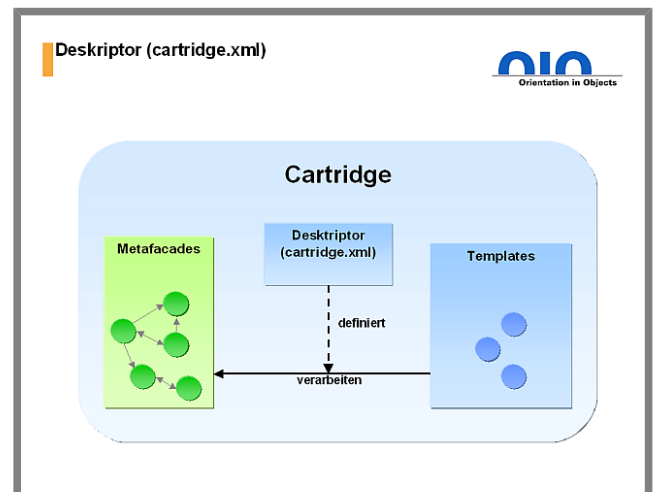 Deskriptor (cartridge.xml)
OIO
Orientation in Objects
Cartridge
Metafacades
Desktriptor
(cartridge.xml)
Templates
definiert
verarbeiten